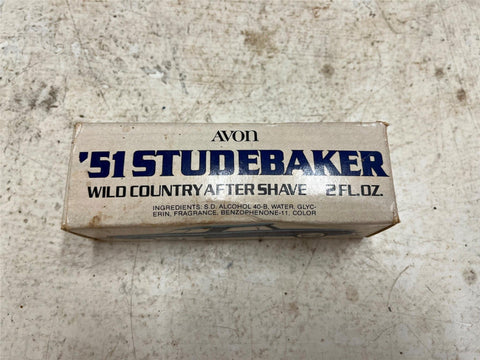 AVON
'51 STUDEBAKER
WILD COUNTRY AFTER SHAVE 2 FL. OZ.
INGREDIENTS: S.D. ALCOHOL 40-B, WATER, GLYC-
ERIN, FRAGRANCE, BENZOPHENONE-11, COLOR